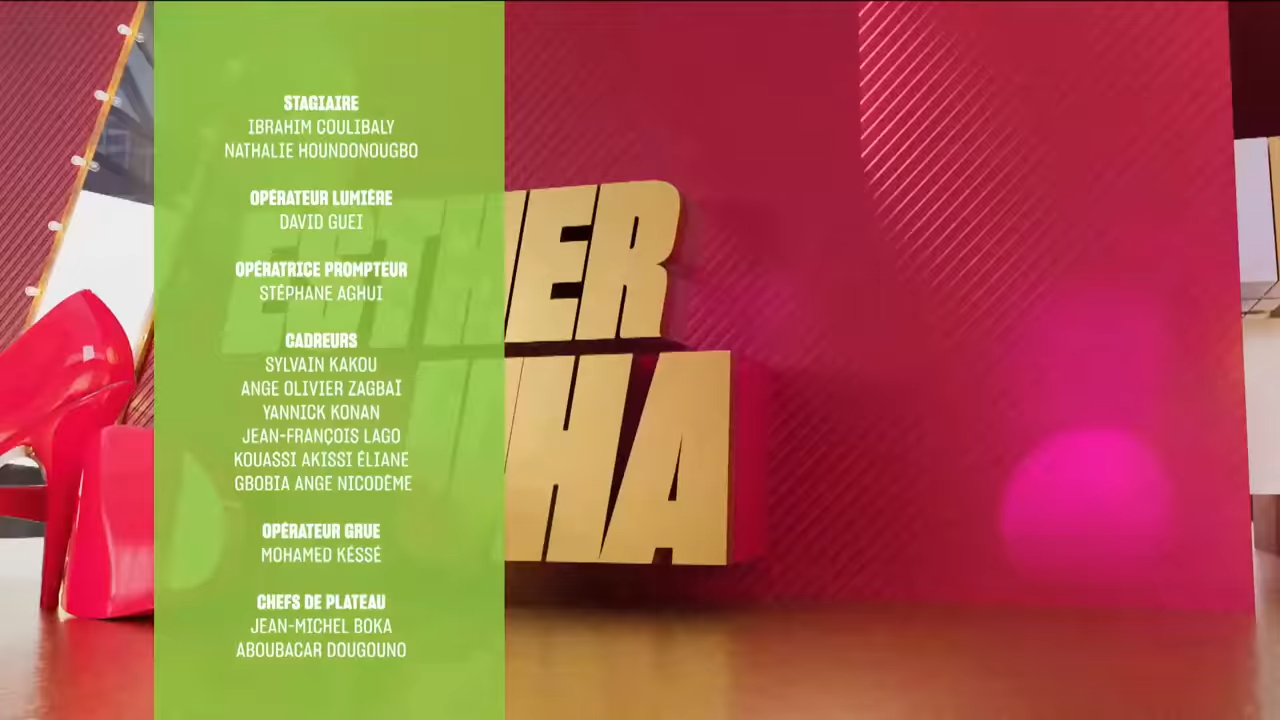 STAGIAIRE
IBRAHIM COULIBALY
NATHALIE HOUNDONOUGBO
OPÉRATEUR LUMIÈRE
DAVID GUEI
OPÉRATRICE PROMPTEUR
STÉPHANE AGHUI
CADREURS
SYLVAIN KAKOU
ANGE OLIVIER ZAGBAÏ
YANNICK KONAN
JEAN-FRANÇOIS LAGO
KOUASSI AKISSI ÉLIANE
GBOBIA ANGE NICODÈME
OPÉRATEUR GRUE
MOHAMED KÉSSÉ
CHEFS DE PLATEAU
JEAN-MICHEL BOKA
ABOUBACAR DOUGOUNO
ESTHER